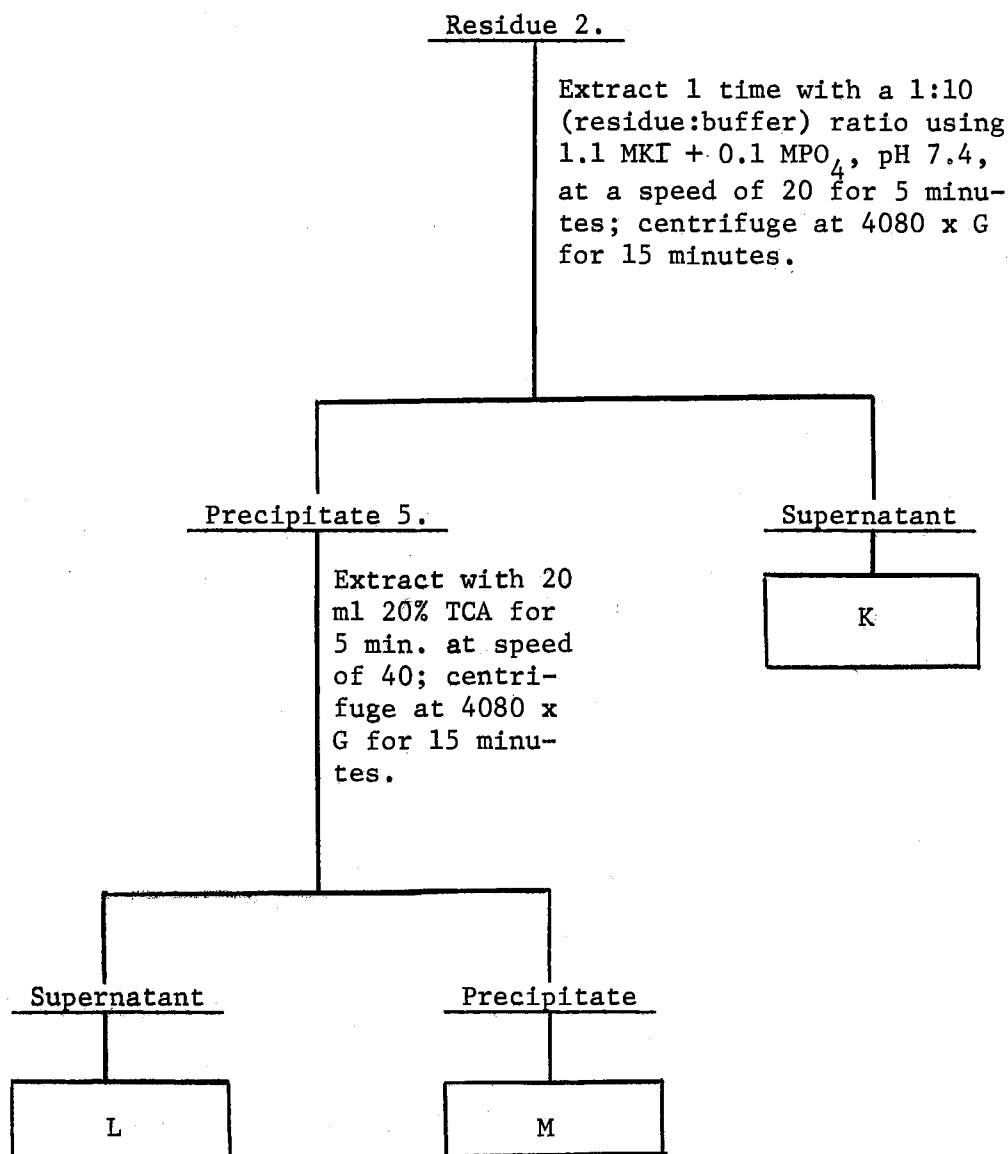 Residue 2.
Extract 1 time with a 1:10
(residue:buffer) ratio using
1.1 MKI + 0.1 MPO4, pH 7.4,
at a speed of 20 for 5 minu-
tes; centrifuge at 4080 x G
for 15 minutes.
Precipitate 5.
Supernatant
Extract with 20
ml 20% TCA for
5 min. at speed
of 40; centri-
fuge at 4080 x
G for 15 minu-
tes.
K
Supernatant
Precipitate
L
M